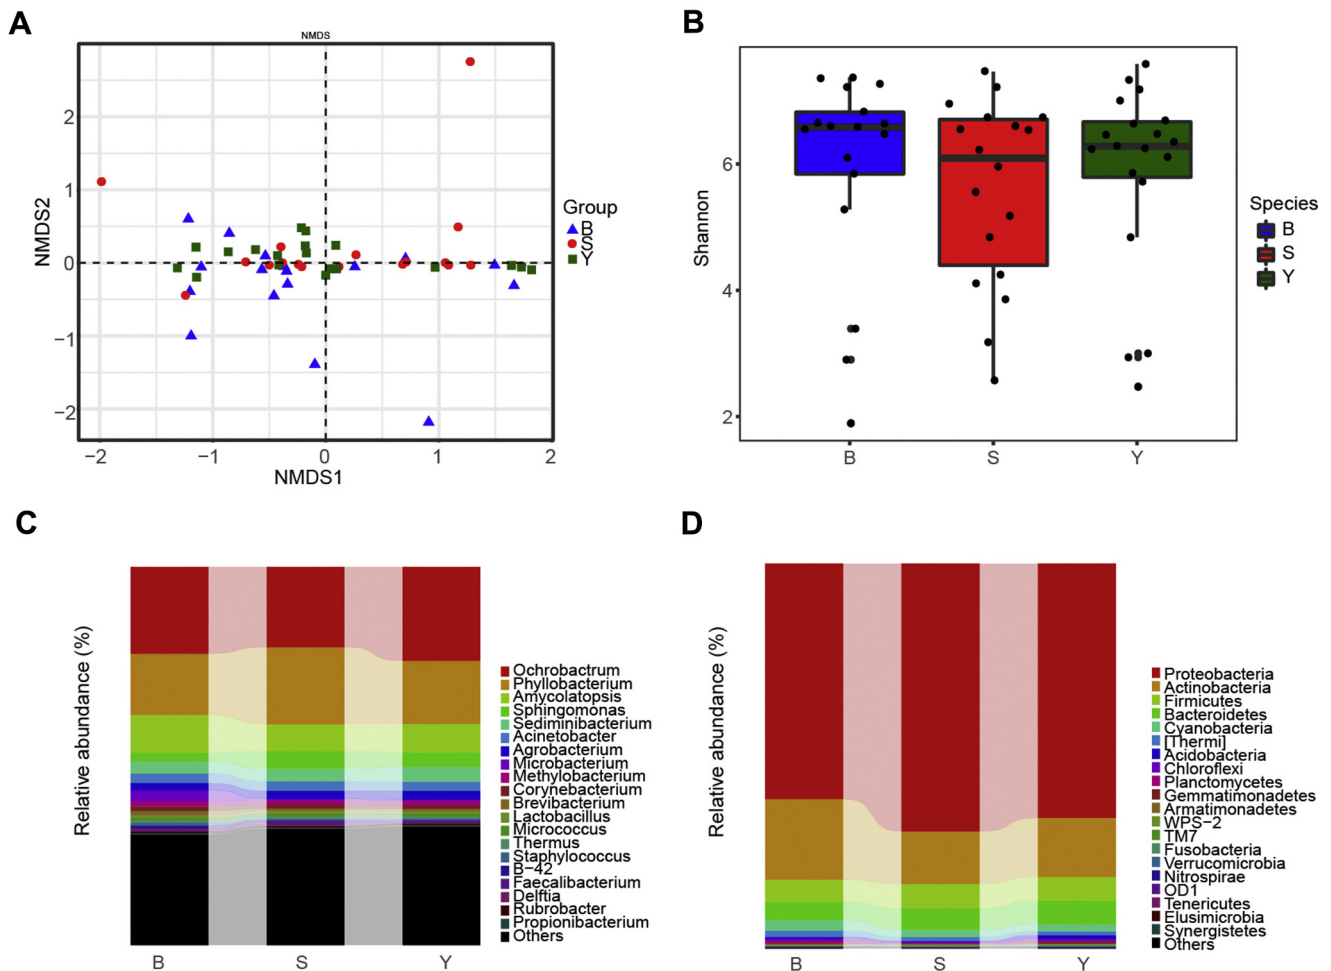 A
NMDS
2
1
0
−1
−2
NMDS2
−2
−1
0
1
2
NMDS1
Group
B
S
Y
B
6
4
2
Shannon
B
S
Y
Species
B
S
Y
C
Relative abundance (%)
B
S
Y
Ochrobactrum
Phyllobacterium
Amycolatopsis
Sphingomonas
Sediminibacterium
Acinetobacter
Agrobacterium
Microbacterium
Methylobacterium
Corynebacterium
Brevibacterium
Lactobacillus
Micrococcus
Thermus
Staphylococcus
B−42
Faecalibacterium
Delftia
Rubrobacter
Propionibacterium
Others
D
Relative abundance (%)
B
S
Y
Proteobacteria
Actinobacteria
Firmicutes
Bacteroidetes
Cyanobacteria
[Thermi]
Acidobacteria
Chloroflexi
Planctomycetes
Gemmatimonadetes
Armatimonadetes
WPS−2
TM7
Fusobacteria
Verrucomicrobia
Nitrospirae
OD1
Tenericutes
Elusimicrobia
Synergistetes
Others